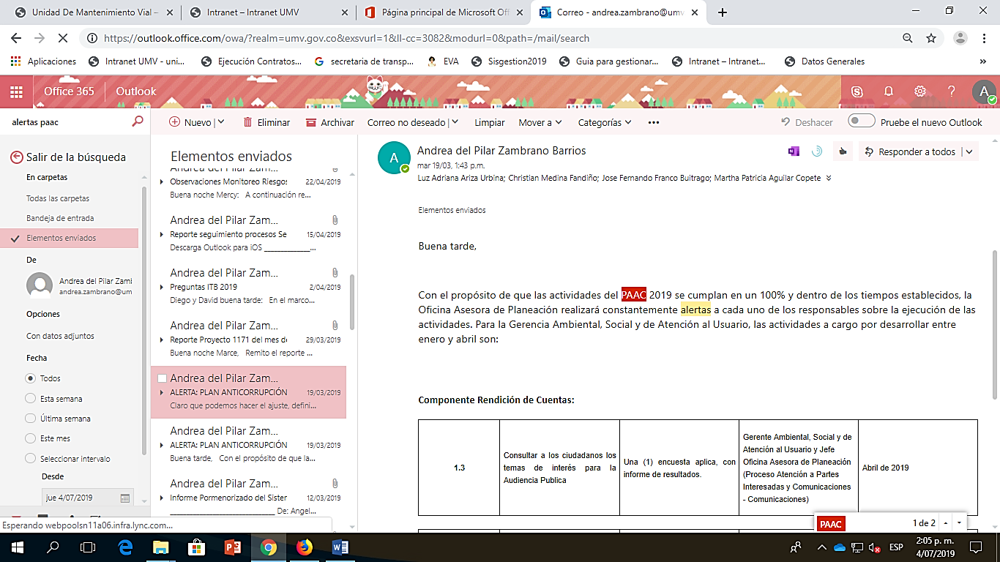 Unidad De Mantenimiento Vial –
Intranet – Intranet UMV
Página principal de Microsoft Off
Correo - andrea.zambrano@umv
https://outlook.office.com/owa/?realm=umv.gov.co&exsvurl=1&ll-cc=3082&modurl=0&path=/mail/search
Aplicaciones
Intranet UMV - uni...
Ejecución Contratos...
secretaria de transp...
EVA
Sisgestion2019
Guia para gestionar...
Intranet – Intranet...
Datos Generales
»
Office 365
Outlook
A
alertas paac
Nuevo
Eliminar
Archivar
Correo no deseado
Limpiar
Mover a
Categorías
•••
Deshacer
Pruebe el nuevo Outlook
Salir de la búsqueda
En carpetas
Todas las carpetas
Bandeja de entrada
Elementos enviados
De
Andrea del Pilar Zamb
andrea.zambrano@um
Opciones
Con datos adjuntos
Fecha
Todos
Esta semana
Última semana
Este mes
Seleccionar intervalo
Desde
jue 4/07/2019
Esperando webpoolsn11a06.infra.lync.com...
Elementos enviados
Andrea del Pilar Zam...
Observaciones Monitoreo Riesgos 22/04/2019
Buena noche Mercy: A continuación re...
Andrea del Pilar Zam...
Reporte seguimiento procesos Se 15/04/2019
Descarga Outlook para iOS ______________...
Andrea del Pilar Zam...
Preguntas ITB 2019 2/04/2019
Diego y David buena tarde: En el marco...
Andrea del Pilar Zam...
Reporte Proyecto 1171 del mes de 29/03/2019
Buena noche Marce, Remito el reporte ...
Andrea del Pilar Zam...
ALERTA: PLAN ANTICORRUPCIÓN 19/03/2019
Claro que podemos hacer el ajuste, defini...
Andrea del Pilar Zam...
ALERTA: PLAN ANTICORRUPCIÓN 19/03/2019
Buena tarde, Con el propósito de que la...
Andrea del Pilar Zam...
Informe Pormenorizado del Sister 12/03/2019
________________________________ De: Angel...
A
Andrea del Pilar Zambrano Barrios
mar 19/03, 1:43 p.m.
Luz Adriana Ariza Urbina; Christian Medina Fandiño; Jose Fernando Franco Buitrago; Martha Patricia Aguilar Copete
Responder a todos
Elementos enviados
Buena tarde,
Con el propósito de que las actividades del PAAC 2019 se cumplan en un 100% y dentro de los tiempos establecidos, la
Oficina Asesora de Planeación realizará constantemente alertas a cada uno de los responsables sobre la ejecución de las
actividades. Para la Gerencia Ambiental, Social y de Atención al Usuario, las actividades a cargo por desarrollar entre
enero y abril son:
Componente Rendición de Cuentas:
1.3
Consultar a los ciudadanos los
temas de interés para la
Audiencia Publica
Una (1) encuesta aplica, con
informe de resultados.
Gerente Ambiental, Social y de
Atención al Usuario y Jefe
Oficina Asesora de Planeación
(Proceso Atención a Partes
Interesadas y Comunicaciones
- Comunicaciones)
Abril de 2019
PAAC
1 de 2
ESP
2:05 p. m.
4/07/2019